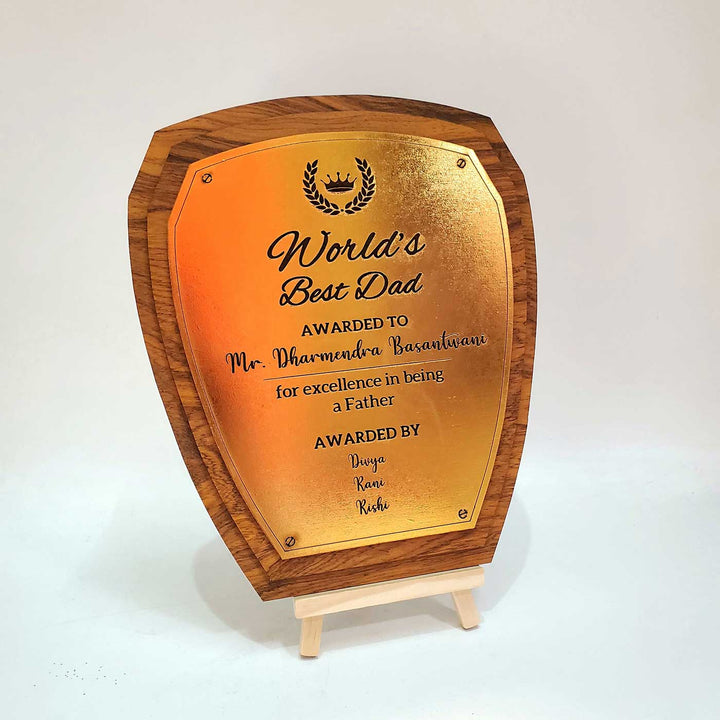 World's
Best Dad
AWARDED TO
Mr. Dharmendra Basantwani
for excellence in being
a Father
AWARDED BY
Divya
Rani
Rishi